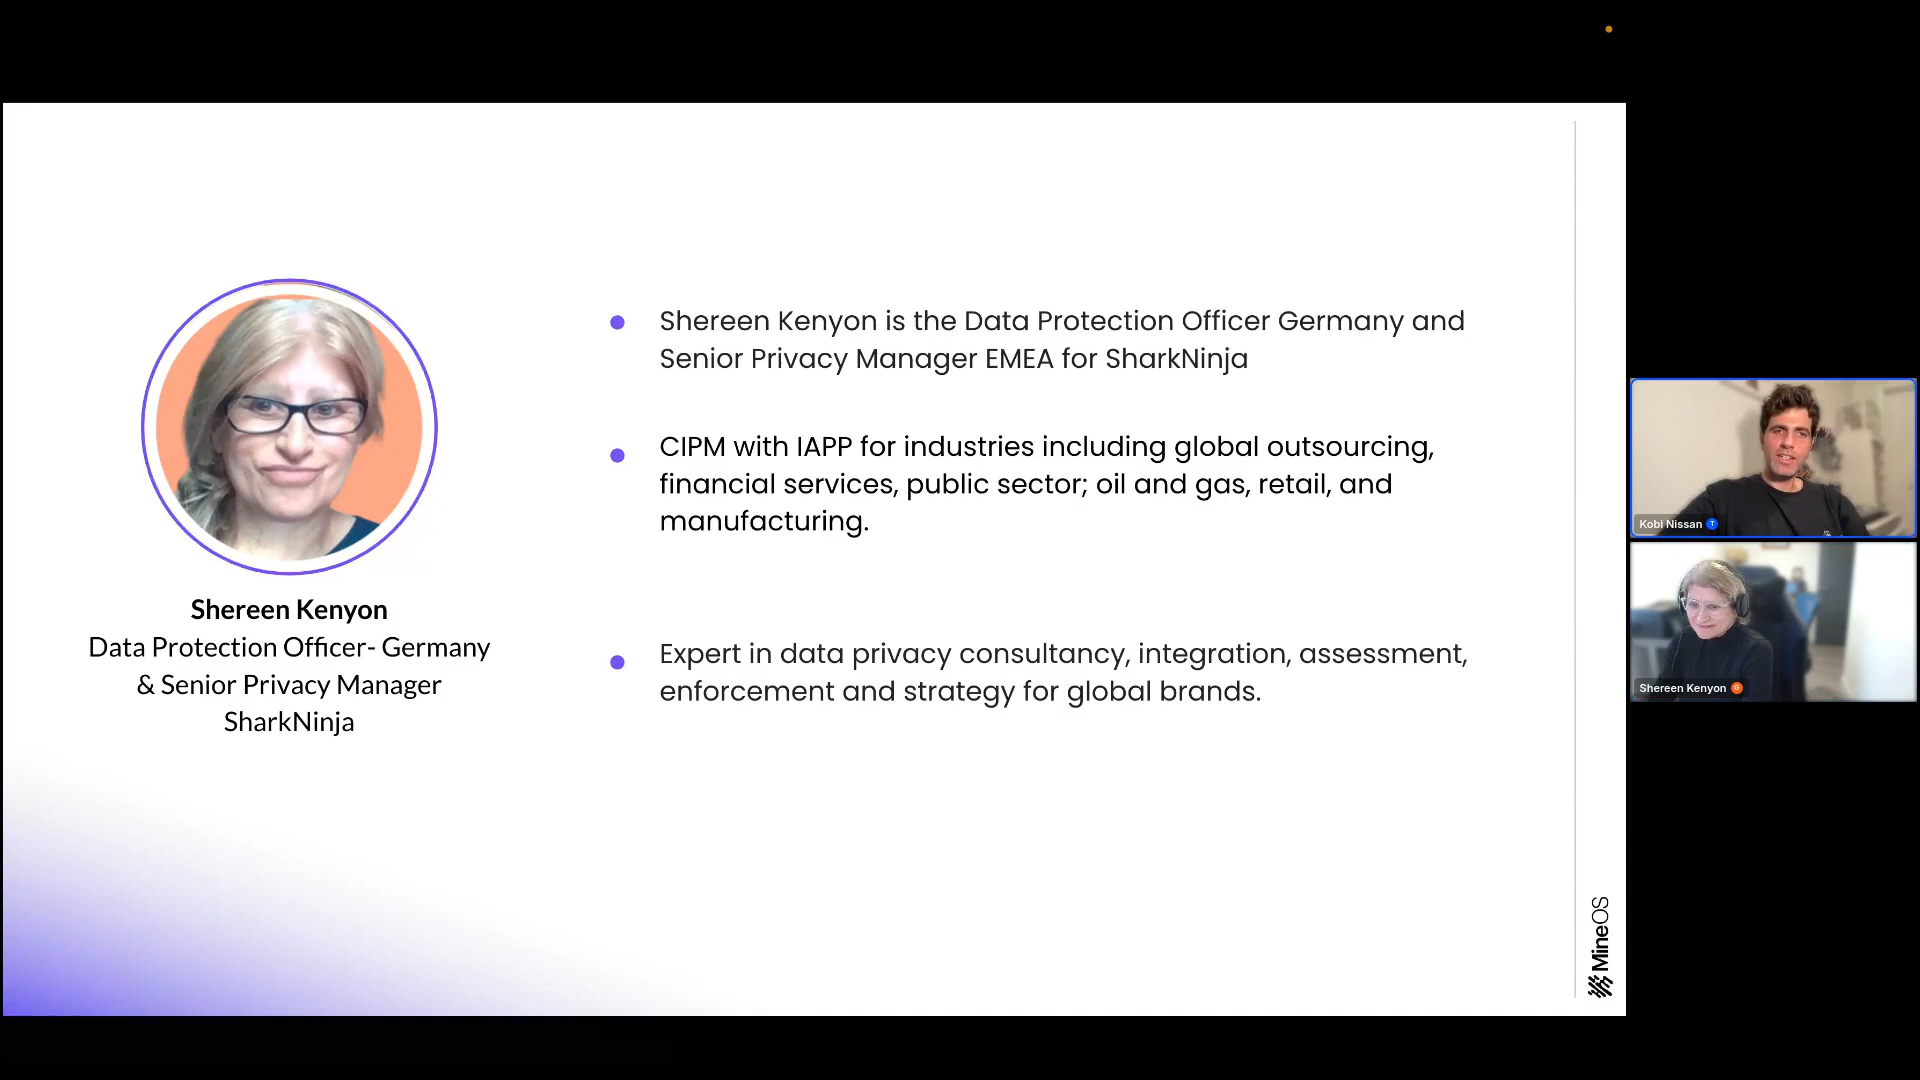 Shereen Kenyon
Data Protection Officer- Germany
& Senior Privacy Manager
SharkNinja
Shereen Kenyon is the Data Protection Officer Germany and
Senior Privacy Manager EMEA for SharkNinja
CIPM with IAPP for industries including global outsourcing,
financial services, public sector; oil and gas, retail, and
manufacturing.
Expert in data privacy consultancy, integration, assessment,
enforcement and strategy for global brands.
MineOS
Kobi Nissan
Shereen Kenyon